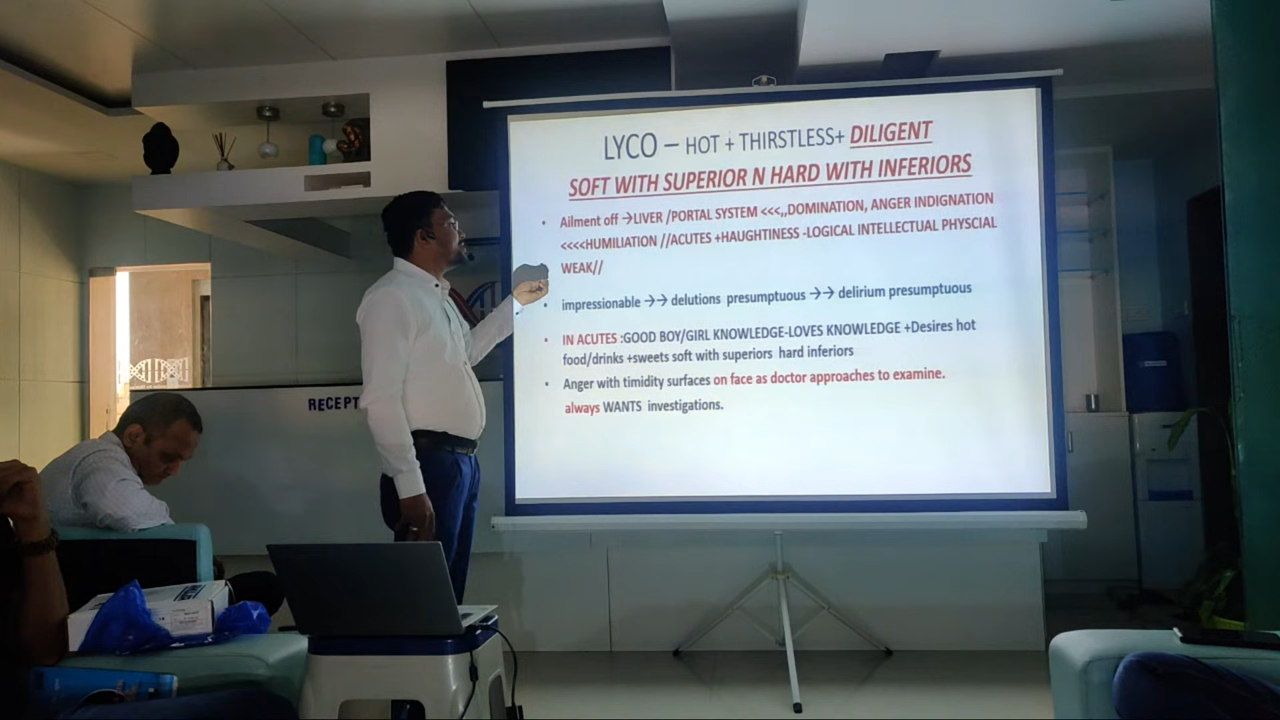 LYCO – HOT + THIRSTLESS+ DILIGENT
SOFT WITH SUPERIOR N HARD WITH INFERIORS
• Ailment off →LIVER /PORTAL SYSTEM <<<,,DOMINATION, ANGER INDIGNATION
<<<<HUMILIATION //ACUTES +HAUGHTINESS -LOGICAL INTELLECTUAL PHYSCIAL
WEAK//
• impressionable →→ delutions presumptuous →→ delirium presumptuous
• IN ACUTES :GOOD BOY/GIRL KNOWLEDGE-LOVES KNOWLEDGE +Desires hot
food/drinks +sweets soft with superiors hard inferiors
• Anger with timidity surfaces on face as doctor approaches to examine.
always WANTS investigations.
RECEPT